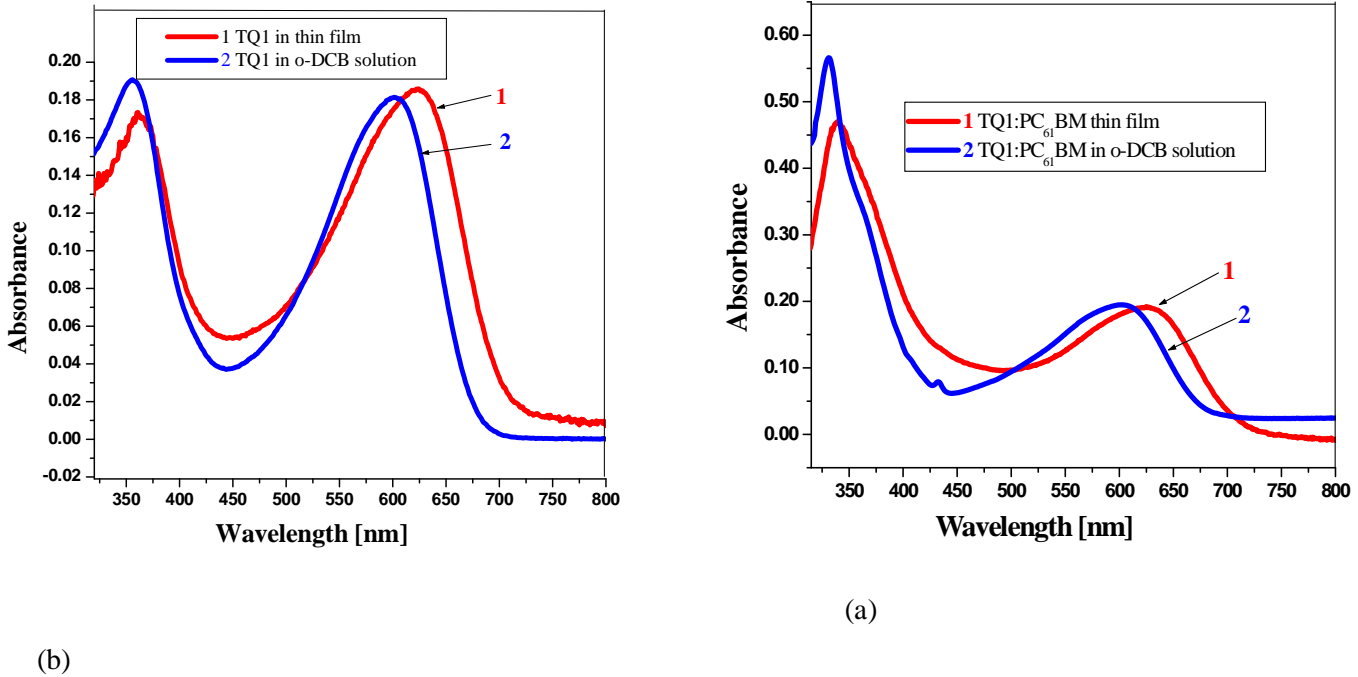 1 TQ1 in thin film
2 TQ1 in o-DCB solution
0.20
0.18
0.16
0.14
0.12
0.10
0.08
0.06
0.04
0.02
0.00
-0.02
Absorbance
1
2
350 400 450 500 550 600 650 700 750 800
Wavelength [nm]
(b)
1 TQ1:PC61BM thin film
2 TQ1:PC61BM in o-DCB solution
0.60
0.50
0.40
0.30
0.20
0.10
0.00
Absorbance
1
2
350 400 450 500 550 600 650 700 750 800
Wavelength [nm]
(a)